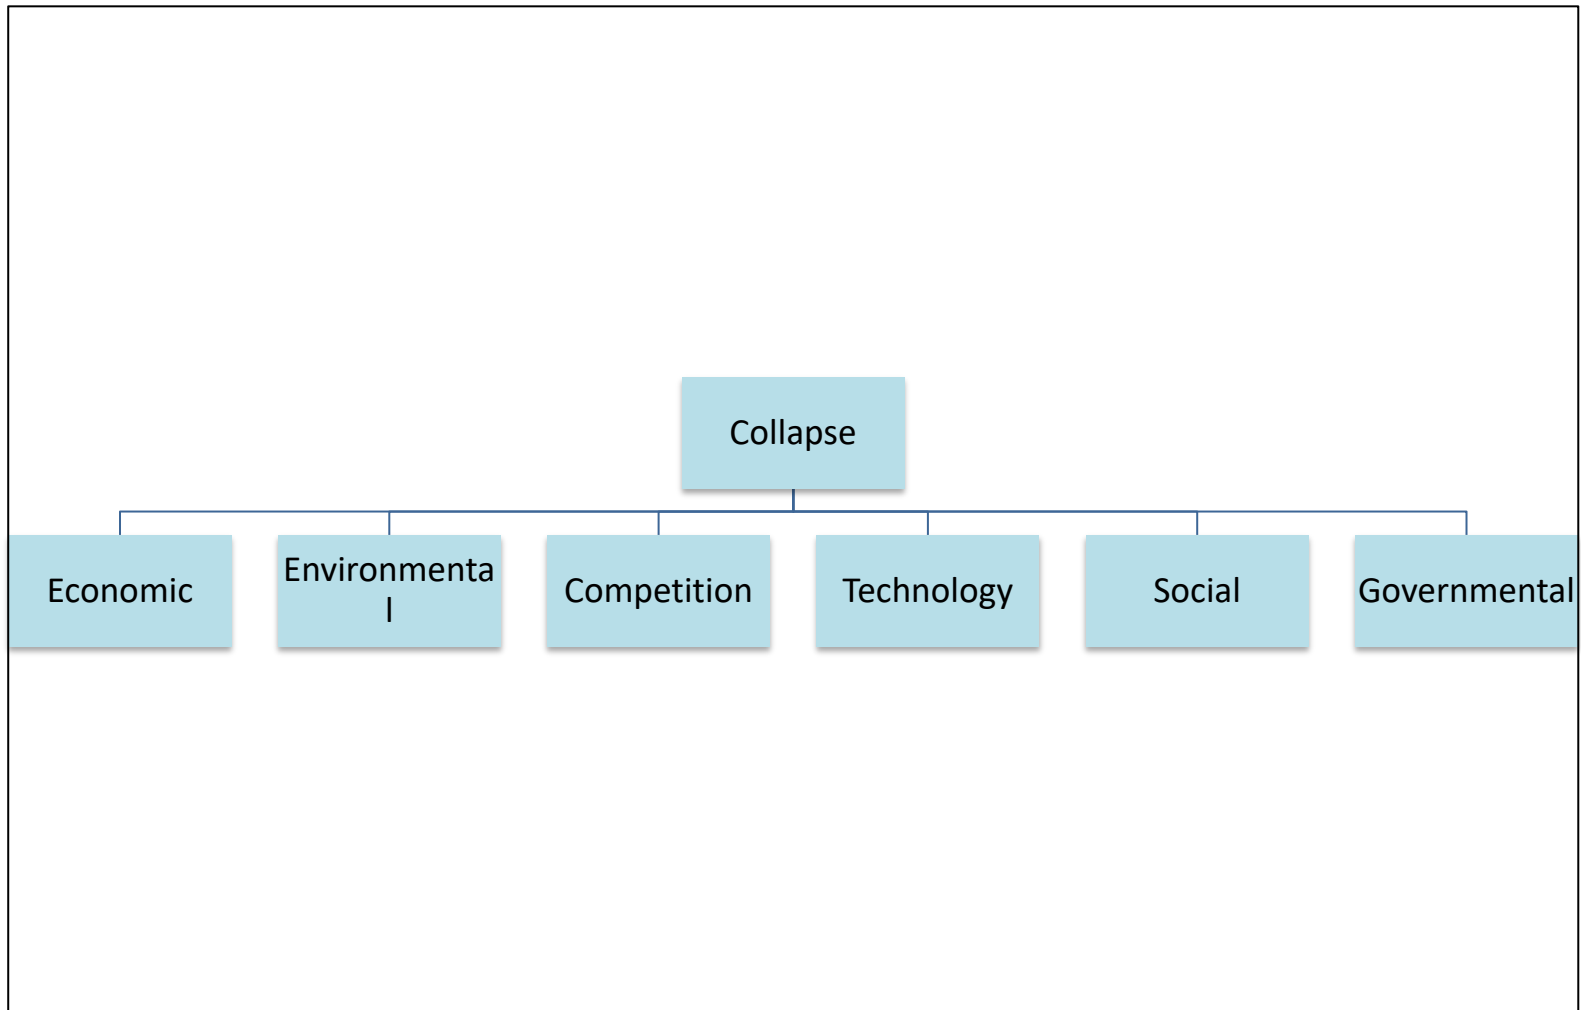 Collapse
Economic
Environmenta
l
Competition
Technology
Social
Governmental